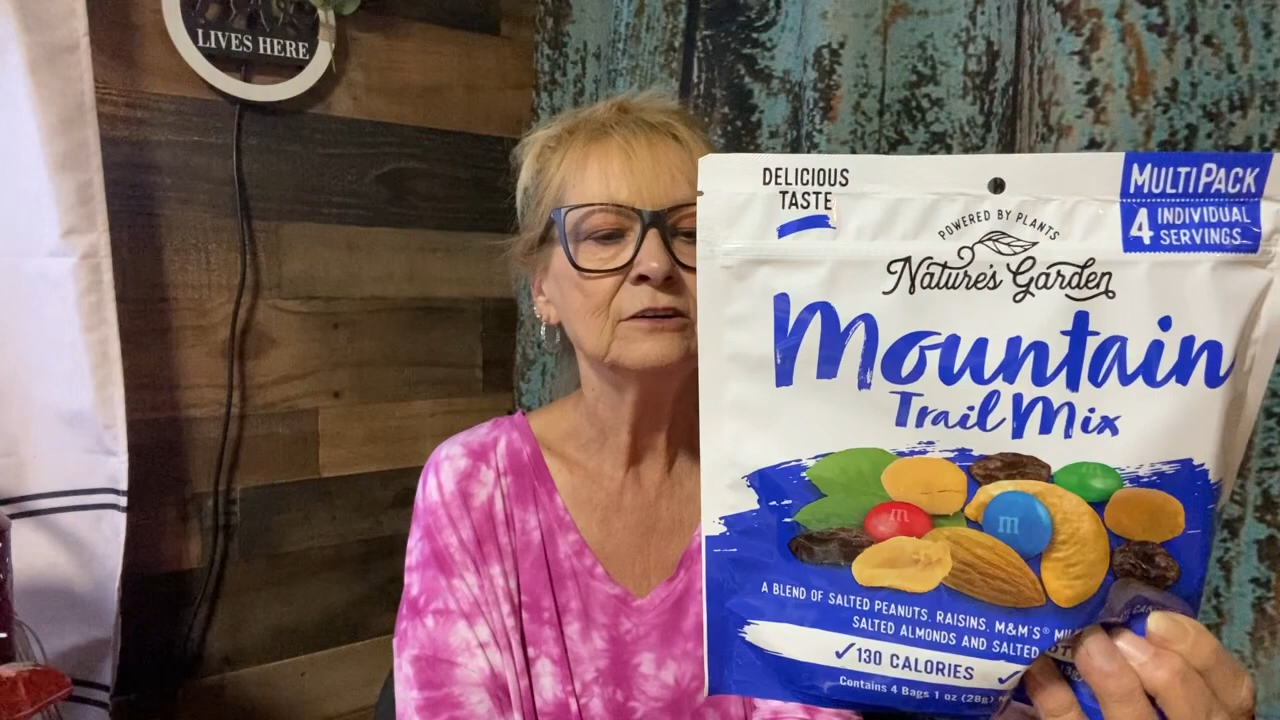 LIVES HERE
DELICIOUS
TASTE
MULTIPACK
4 INDIVIDUAL
SERVINGS
POWERED BY PLANTS
Nature's Garden
Mountain
Trail Mix
m
m
A BLEND OF SALTED PEANUTS, RAISINS, M&M'S®
SALTED ALMONDS AND SALTED
✓130 CALORIES ✓
Contains 4 Bags 1 oz (28g)